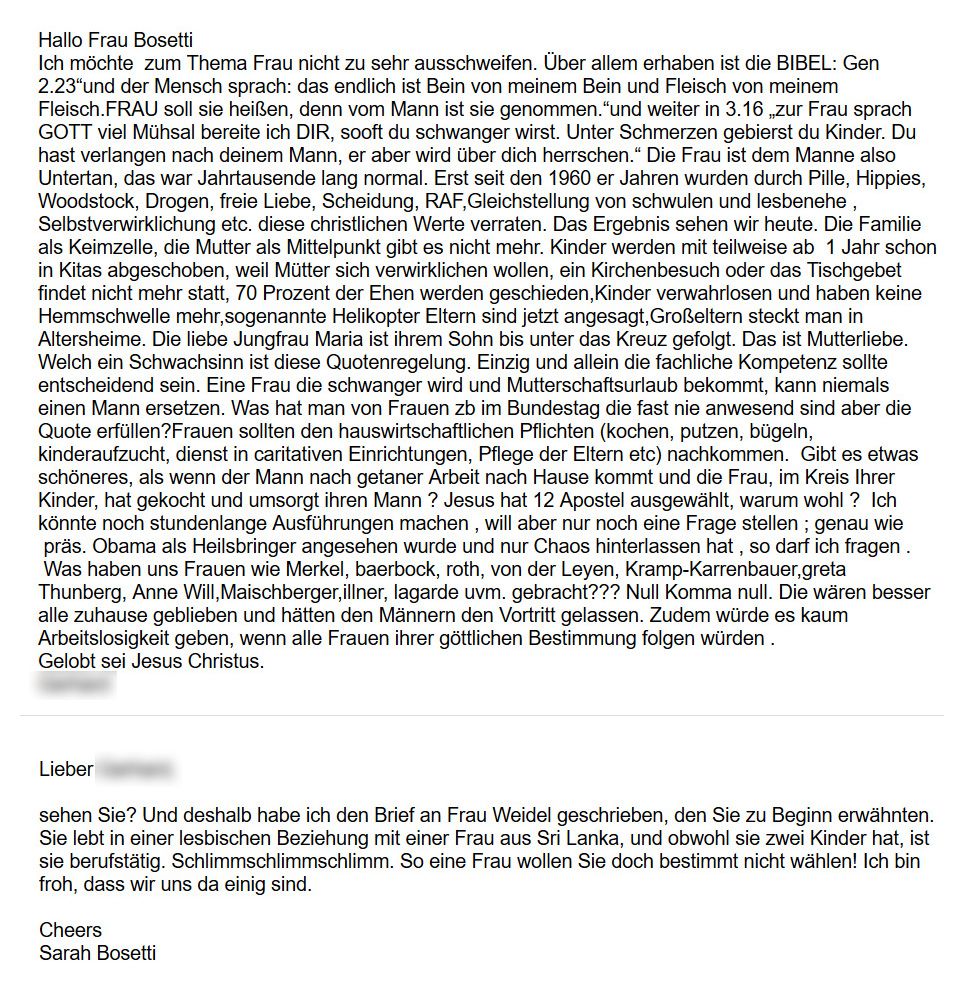 Hallo Frau Bosetti
Ich möchte  zum Thema Frau nicht zu sehr ausschweifen. Über allem erhaben ist die BIBEL: Gen
2.23“und der Mensch sprach: das endlich ist Bein von meinem Bein und Fleisch von meinem
Fleisch.FRAU soll sie heißen, denn vom Mann ist sie genommen.“und weiter in 3.16 „zur Frau sprach
GOTT viel Mühsal bereite ich DIR, sooft du schwanger wirst. Unter Schmerzen gebierst du Kinder. Du
hast verlangen nach deinem Mann, er aber wird über dich herrschen.“ Die Frau ist dem Manne also
Untertan, das war Jahrtausende lang normal. Erst seit den 1960 er Jahren wurden durch Pille, Hippies,
Woodstock, Drogen, freie Liebe, Scheidung, RAF,Gleichstellung von schwulen und lesbenehe ,
Selbstverwirklichung etc. diese christlichen Werte verraten. Das Ergebnis sehen wir heute. Die Familie
als Keimzelle, die Mutter als Mittelpunkt gibt es nicht mehr. Kinder werden mit teilweise ab  1 Jahr schon
in Kitas abgeschoben, weil Mütter sich verwirklichen wollen, ein Kirchenbesuch oder das Tischgebet
findet nicht mehr statt, 70 Prozent der Ehen werden geschieden,Kinder verwahrlosen und haben keine
Hemmschwelle mehr,sogenannte Helikopter Eltern sind jetzt angesagt,Großeltern steckt man in
Altersheime. Die liebe Jungfrau Maria ist ihrem Sohn bis unter das Kreuz gefolgt. Das ist Mutterliebe.
Welch ein Schwachsinn ist diese Quotenregelung. Einzig und allein die fachliche Kompetenz sollte
entscheidend sein. Eine Frau die schwanger wird und Mutterschaftsurlaub bekommt, kann niemals
einen Mann ersetzen. Was hat man von Frauen zb im Bundestag die fast nie anwesend sind aber die
Quote erfüllen?Frauen sollten den hauswirtschaftlichen Pflichten (kochen, putzen, bügeln,
kinderaufzucht, dienst in caritativen Einrichtungen, Pflege der Eltern etc) nachkommen.  Gibt es etwas
schöneres, als wenn der Mann nach getaner Arbeit nach Hause kommt und die Frau, im Kreis Ihrer
Kinder, hat gekocht und umsorgt ihren Mann ? Jesus hat 12 Apostel ausgewählt, warum wohl ?  Ich
könnte noch stundenlange Ausführungen machen , will aber nur noch eine Frage stellen ; genau wie
präs. Obama als Heilsbringer angesehen wurde und nur Chaos hinterlassen hat , so darf ich fragen .
Was haben uns Frauen wie Merkel, baerbock, roth, von der Leyen, Kramp-Karrenbauer,greta
Thunberg, Anne Will,Maischberger,illner, lagarde uvm. gebracht??? Null Komma null. Die wären besser
alle zuhause geblieben und hätten den Männern den Vortritt gelassen. Zudem würde es kaum
Arbeitslosigkeit geben, wenn alle Frauen ihrer göttlichen Bestimmung folgen würden .
Gelobt sei Jesus Christus.
Lieber
sehen Sie? Und deshalb habe ich den Brief an Frau Weidel geschrieben, den Sie zu Beginn erwähnten.
Sie lebt in einer lesbischen Beziehung mit einer Frau aus Sri Lanka, und obwohl sie zwei Kinder hat, ist
sie berufstätig. Schlimmschlimmschlimm. So eine Frau wollen Sie doch bestimmt nicht wählen! Ich bin
froh, dass wir uns da einig sind.
Cheers
Sarah Bosetti